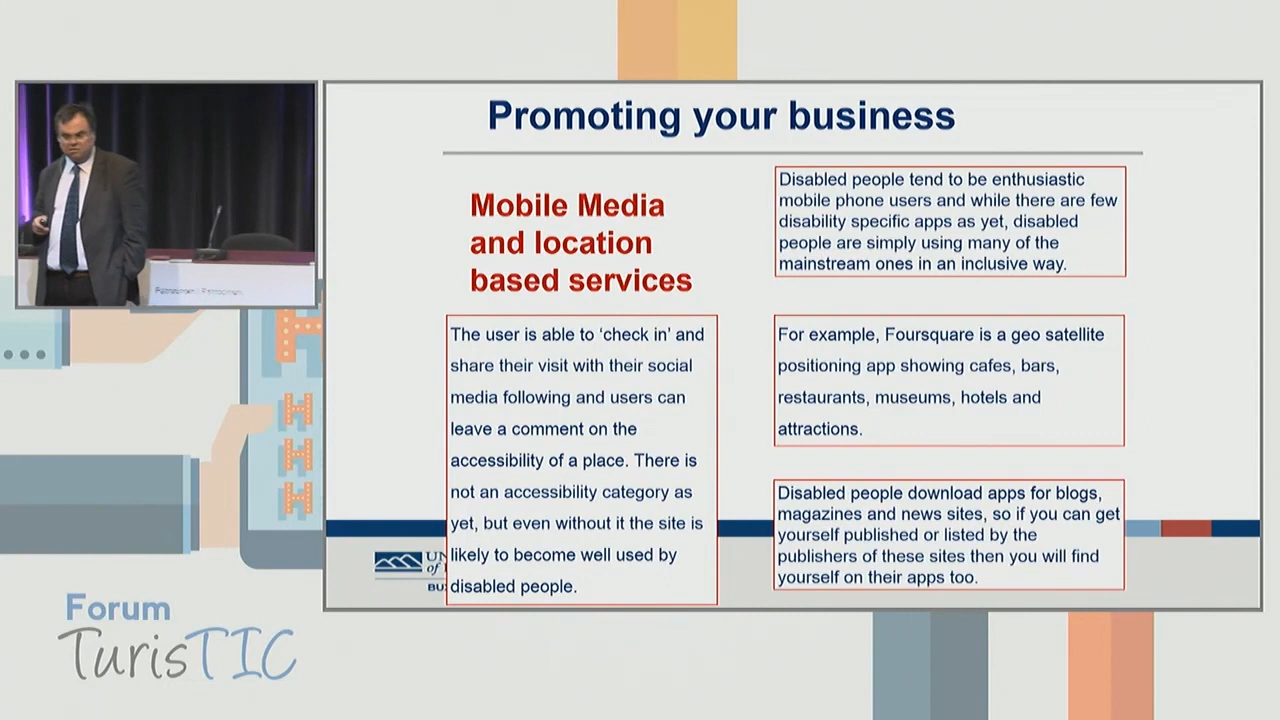 Promoting your business
Mobile Media
and location
based services
The user is able to ‘check in’ and
share their visit with their social
media following and users can
leave a comment on the
accessibility of a place. There is
not an accessibility category as
yet, but even without it the site is
likely to become well used by
disabled people.
Disabled people tend to be enthusiastic
mobile phone users and while there are few
disability specific apps as yet, disabled
people are simply using many of the
mainstream ones in an inclusive way.
For example, Foursquare is a geo satellite
positioning app showing cafes, bars,
restaurants, museums, hotels and
attractions.
Disabled people download apps for blogs,
magazines and news sites, so if you can get
yourself published or listed by the
publishers of these sites then you will find
yourself on their apps too.
UN
of
BU
Forum
TurisTIC